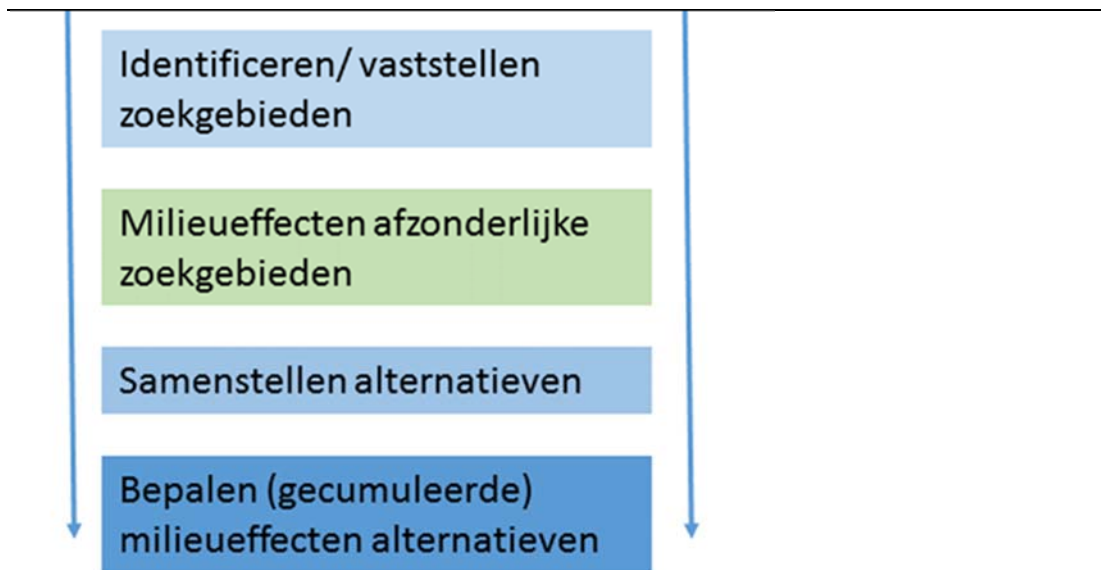 Identificeren/ vaststellen
zoekgebieden
Milieueffecten afzonderlijke
zoekgebieden
Samenstellen alternatieven
Bepalen (gecumuleerde)
milieueffecten alternatieven